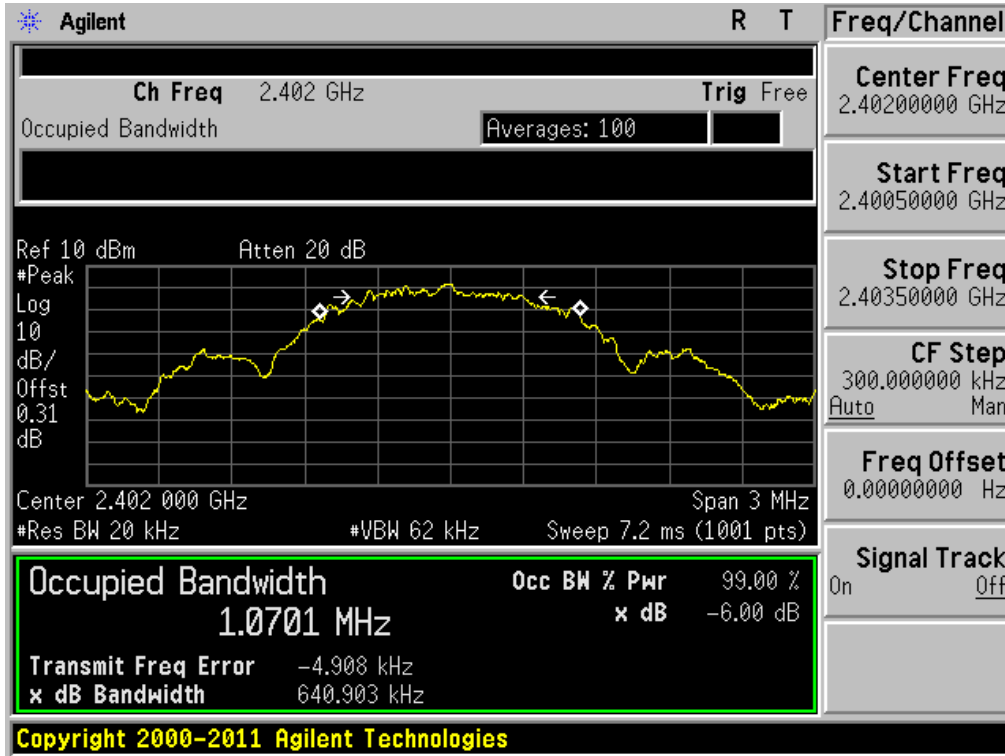 Agilent R T
Freq/Channel
Ch Freq 2.402 GHz Trig Free
Occupied Bandwidth Averages: 100
Ref 10 dBm Atten 20 dB
#Peak
Log
10
dB/
Offst
0.31
dB
Center 2.402 000 GHz Span 3 MHz
#Res BW 20 kHz #VBW 62 kHz Sweep 7.2 ms (1001 pts)
Occupied Bandwidth Occ BW % Pwr 99.00 %
1.0701 MHz x dB -6.00 dB
Transmit Freq Error -4.908 kHz
x dB Bandwidth 640.903 kHz
Center Freq
2.40200000 GHz
Start Freq
2.40050000 GHz
Stop Freq
2.40350000 GHz
CF Step
300.000000 kHz
Auto Man
Freq Offset
0.00000000 Hz
Signal Track
On Off
Copyright 2000-2011 Agilent Technologies